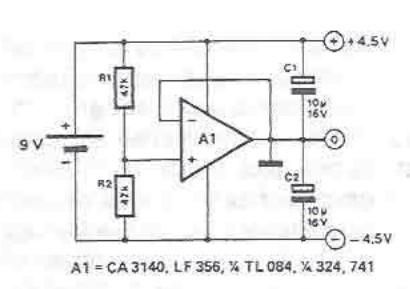 + 4.5V
R1
47k
C1
10µ
16V
−
A1
+
0
9 V
+
-
R2
47k
C2
10µ
16V
− 4.5V
A1 = CA 3140, LF 356, ¼ TL 084, ¼ 324, 741